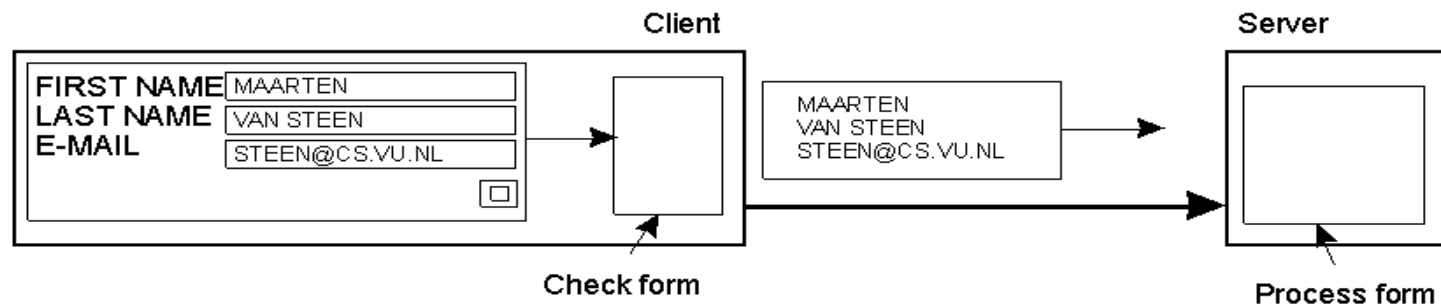 Client
Server
FIRST NAME MAARTEN
LAST NAME VAN STEEN
E-MAIL STEEN@CS.VU.NL
MAARTEN
VAN STEEN
STEEN@CS.VU.NL
Check form
Process form